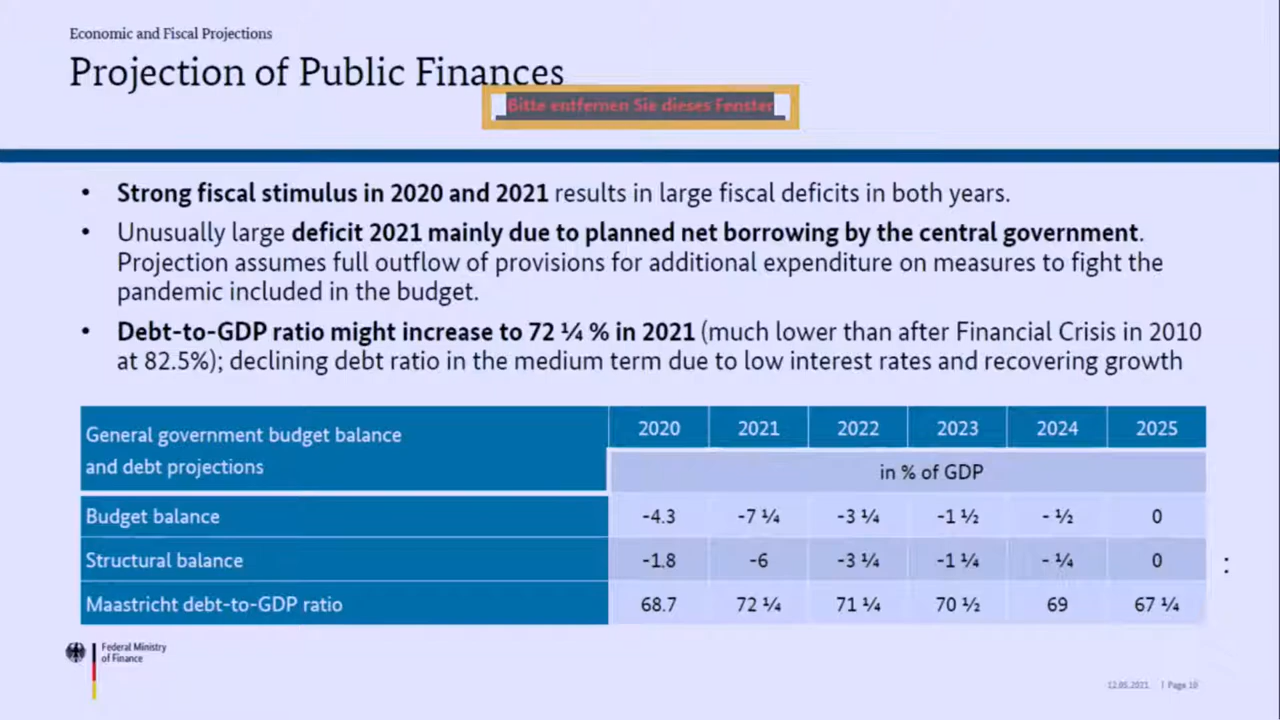 Economic and Fiscal Projections
Projection of Public Finances
Bitte entfernen Sie dieses Fenster
• Strong fiscal stimulus in 2020 and 2021 results in large fiscal deficits in both years.
• Unusually large deficit 2021 mainly due to planned net borrowing by the central government.
Projection assumes full outflow of provisions for additional expenditure on measures to fight the
pandemic included in the budget.
• Debt-to-GDP ratio might increase to 72 ¼ % in 2021 (much lower than after Financial Crisis in 2010
at 82.5%); declining debt ratio in the medium term due to low interest rates and recovering growth
General government budget balance
and debt projections
2020 2021 2022 2023 2024 2025
in % of GDP
Budget balance -4.3 -7 ¼ -3 ¼ -1 ½ - ½ 0
Structural balance -1.8 -6 -3 ¼ -1 ¼ - ¼ 0
:
Maastricht debt-to-GDP ratio 68.7 72 ¼ 71 ¼ 70 ½ 69 67 ¼
Federal Ministry
of Finance
12.05.2021 | Page 10